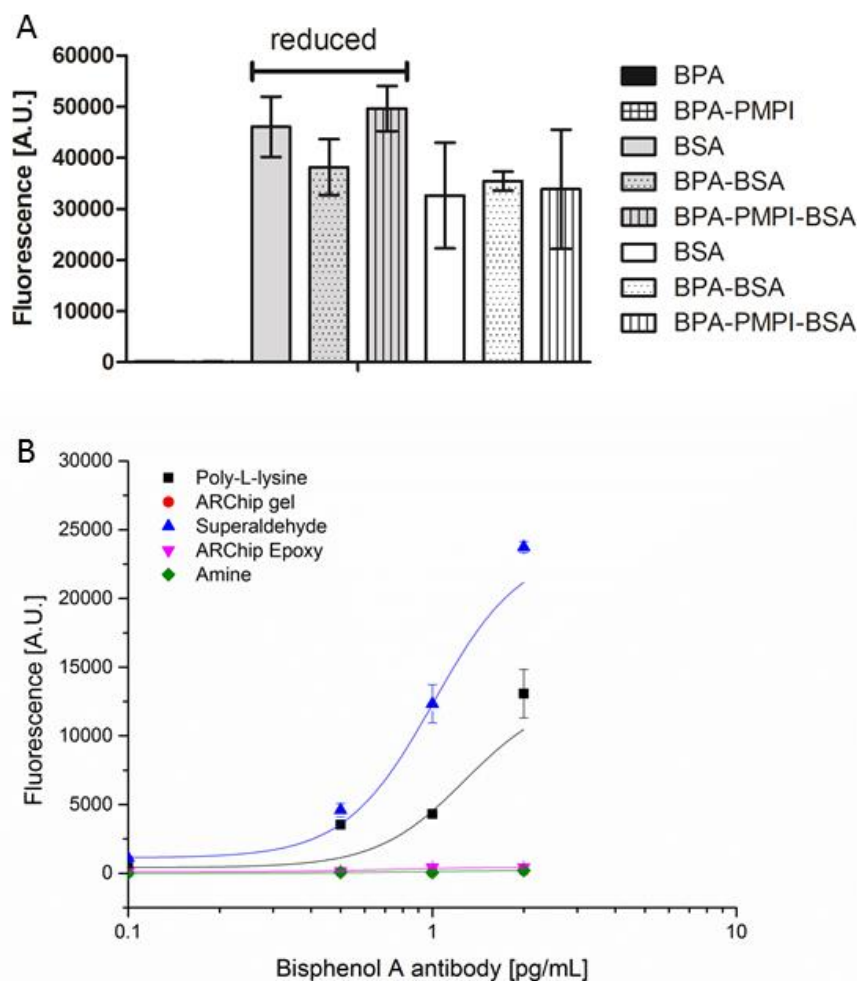 A
reduced
60000
50000
40000
30000
20000
10000
0
Fluorescence [A.U.]
BPA
BPA-PMPI
BSA
BPA-BSA
BPA-PMPI-BSA
BSA
BPA-BSA
BPA-PMPI-BSA
B
30000
25000
20000
15000
10000
5000
0
Fluorescence [A.U.]
Poly-L-lysine
ARChip gel
Superaldehyde
ARChip Epoxy
Amine
0.1 1 10
Bisphenol A antibody [pg/mL]